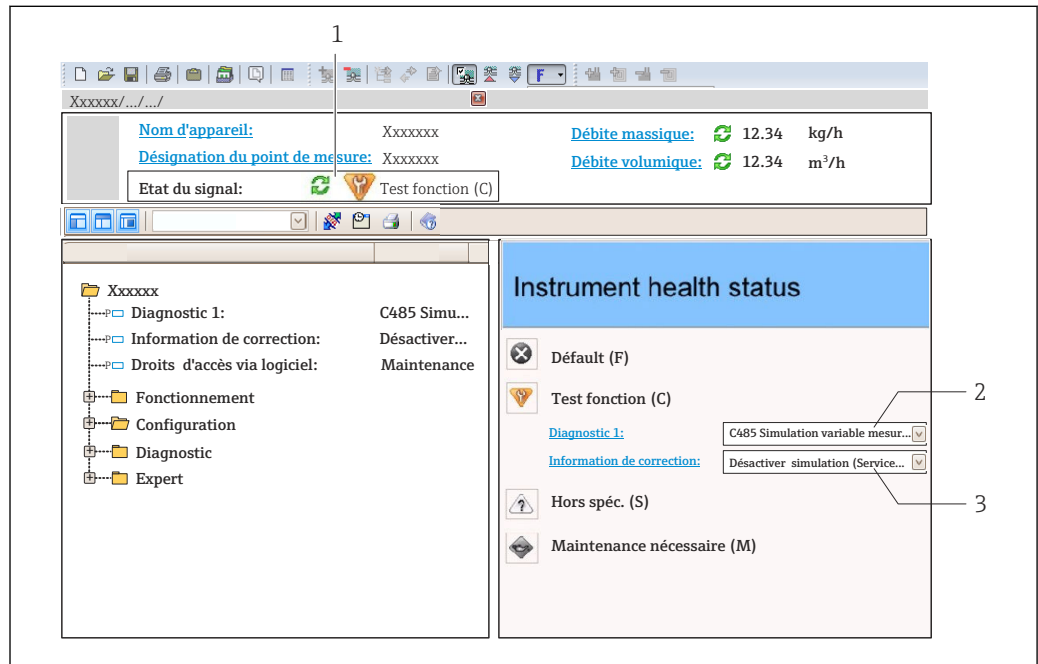 1
F
Xxxxxx/.../.../
Nom d'appareil: Xxxxxxx Débite massique: 12.34 kg/h
Désignation du point de mesure: Xxxxxxx Débite volumique: 12.34 m³/h
Etat du signal: Test fonction (C)
Xxxxxx
P Diagnostic 1: C485 Simu...
P Information de correction: Désactiver...
P Droits d'accès via logiciel: Maintenance
Fonctionnement
Configuration
Diagnostic
Expert
Instrument health status
Défault (F)
Test fonction (C)
2
Diagnostic 1: C485 Simulation variable mesur...
Information de correction: Désactiver simulation (Service...
Hors spéc. (S)
3
Maintenance nécessaire (M)